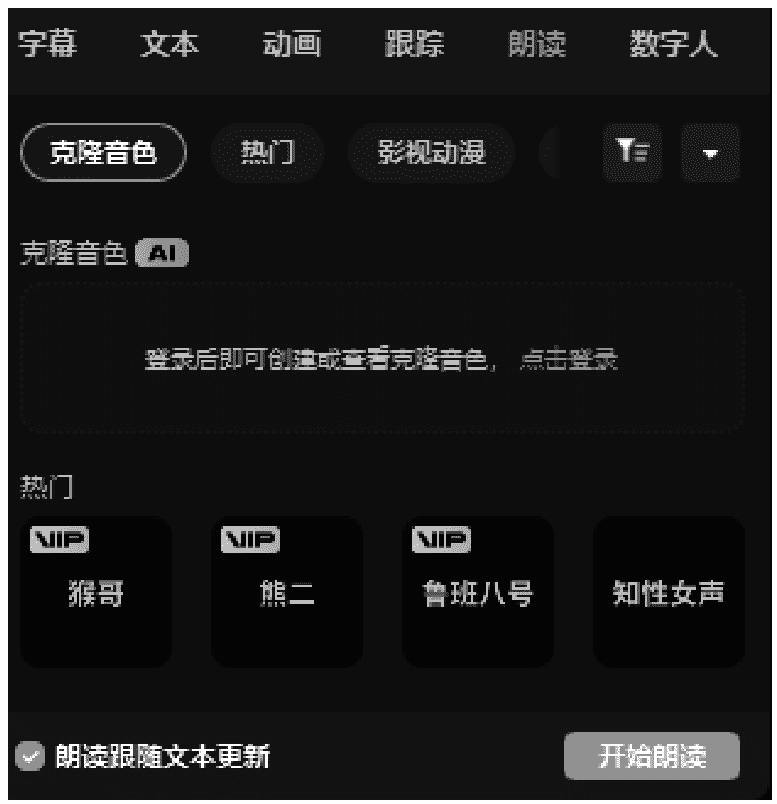 字幕 文本 动画 跟踪 朗读 数字人
克隆音色 热门 影视动漫
克隆音色 AI
登录后即可创建或查看克隆音色， 点击登录
热门
VIP VIP VIP
猴哥 熊二 鲁班八号 知性女声
朗读跟随文本更新 开始朗读